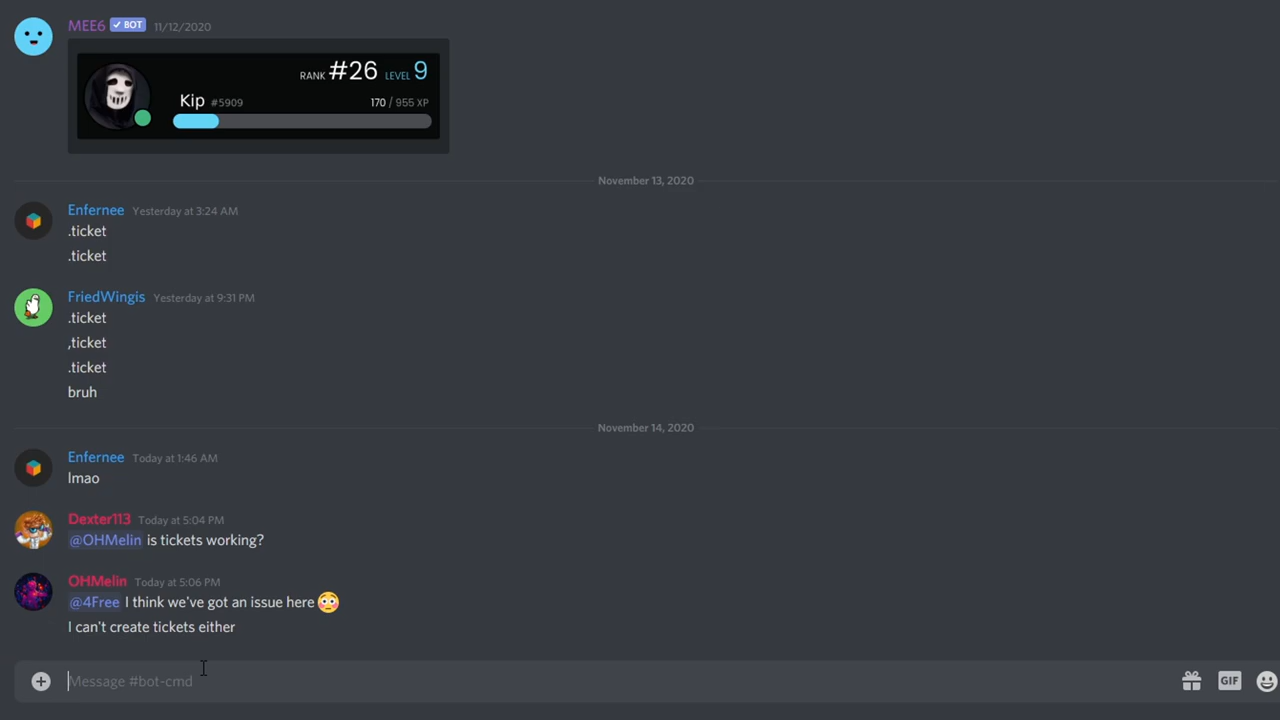 MEE6 ✓ BOT 11/12/2020
RANK #26 LEVEL 9
Kip #5909 170 / 955 XP
November 13, 2020
Enfernee Yesterday at 3:24 AM
.ticket
.ticket
FriedWingis Yesterday at 9:31 PM
.ticket
,ticket
.ticket
bruh
November 14, 2020
Enfernee Today at 1:46 AM
lmao
Dexter113 Today at 5:04 PM
@OHMelin is tickets working?
OHMelin Today at 5:06 PM
@4Free I think we've got an issue here 😳
I can't create tickets either
Message #bot-cmd
GIF